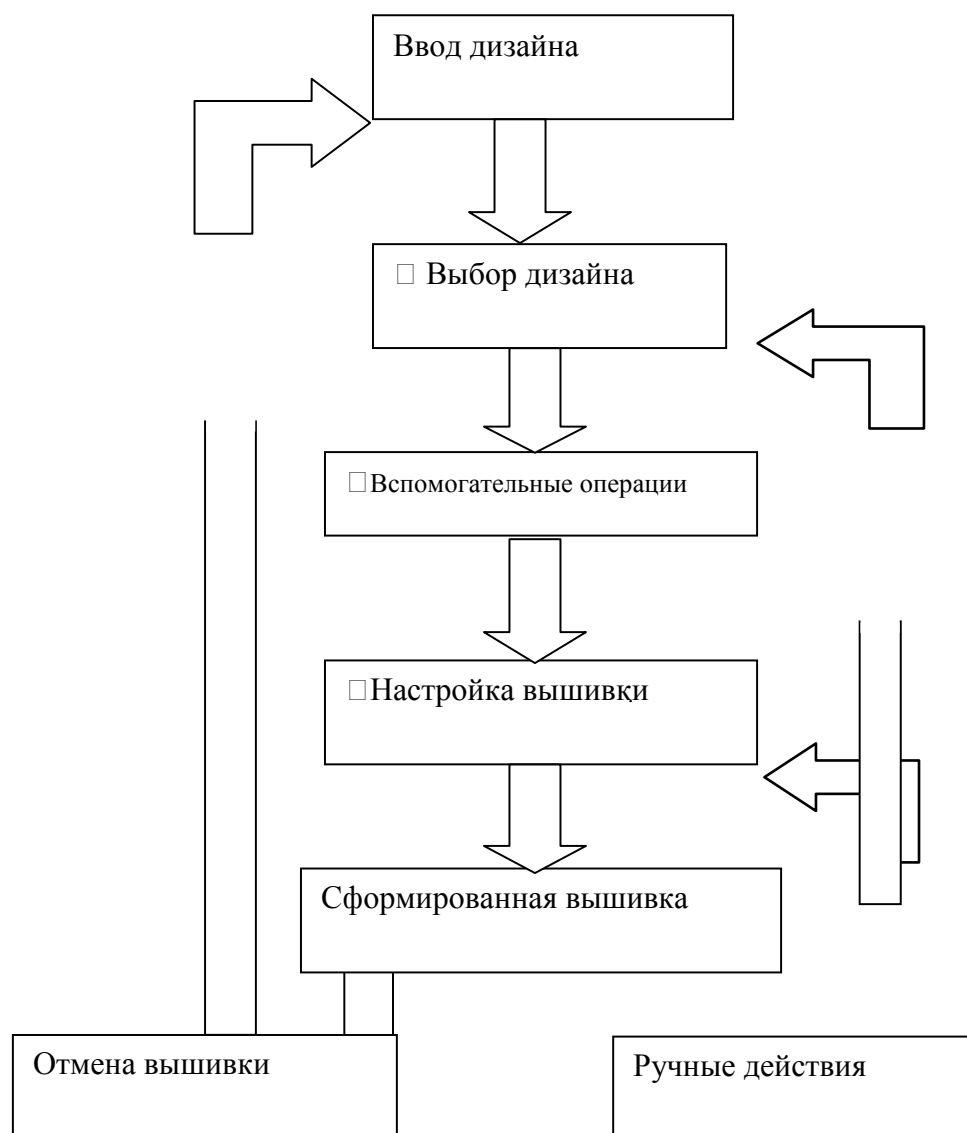 Ввод дизайна
□ Выбор дизайна
□Вспомогательные операции
□Настройка вышивки
Сформированная вышивка
Отмена вышивки
Ручные действия